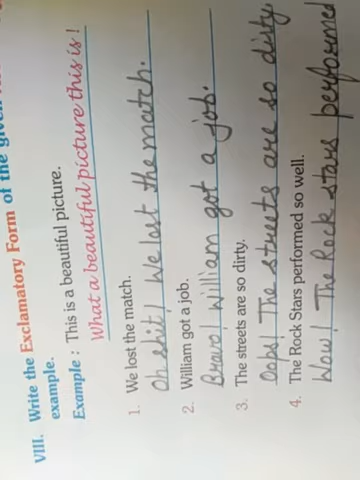 VIII. Write the Exclamatory Form of the given
example.
Example : This is a beautiful picture.
What a beautiful picture this is !
1. We lost the match.
Oh shit! We lost the match.
2. William got a job.
Bravo! William got a job.
3. The streets are so dirty.
Oops! The streets are so dirty
4. The Rock Stars performed so well.
Wow! The Rock stars performed